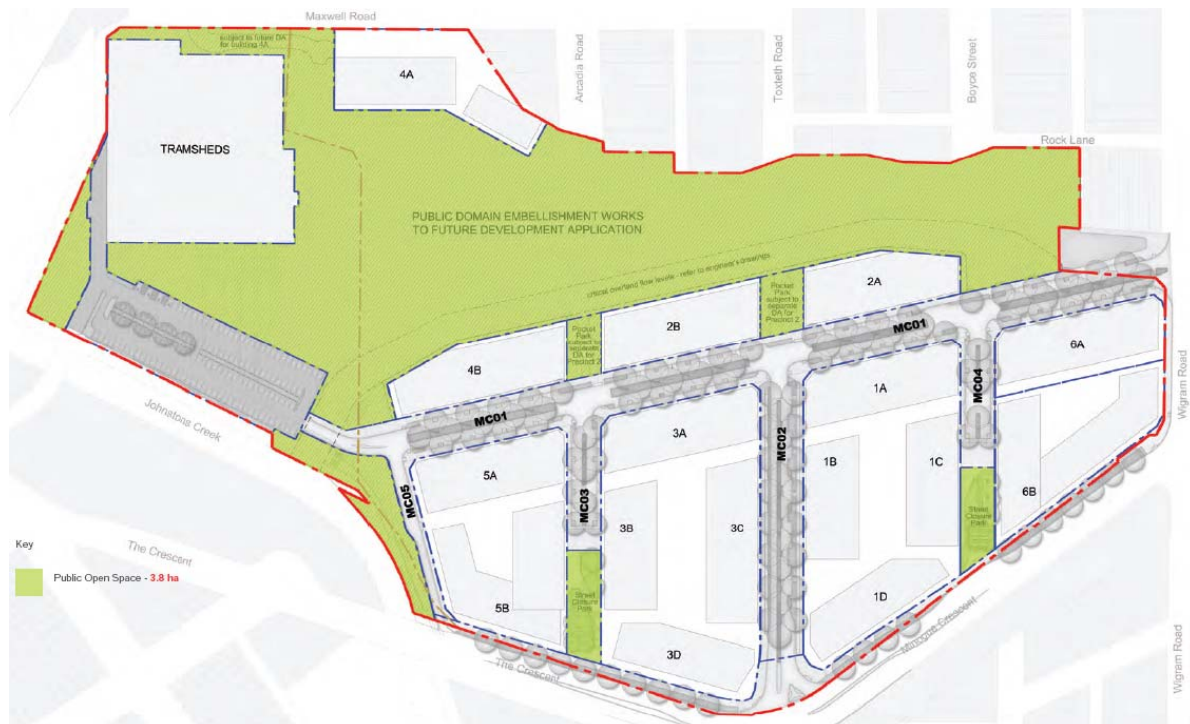 Maxwell Road
subject to future DA
for building 4A
4A
Arcadia Road
Toxteth Road
Boyce Street
Rock Lane
TRAMSHEDS
PUBLIC DOMAIN EMBELLISHMENT WORKS
TO FUTURE DEVELOPMENT APPLICATION
critical overland flow levels - refer to engineer's drawings
2A
Pocket
Park
subject to
separate
DA for
Precinct 2
2B
Pocket
Park
subject to
separate
DA for
Precinct 2
4B
MC01
MC01
6A
MC04
1A
3A
MC02
5A
MC03
MC05
Johnstons Creek
Wigram Road
1B
1C
6B
3B
3C
Street
Closure
Park
Key
The Crescent
Public Open Space - 3.8 ha
5B
Street
Closure
Park
1D
3D
The Crescent
Minogue Crescent
Wigram Road